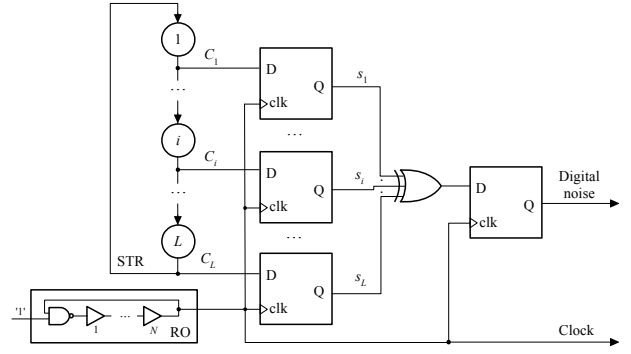 1
C1
D
Q
clk
s1
...
...
i
Ci
D
Q
clk
si
...
...
Digital
noise
D
Q
clk
L
CL
STR
D
Q
clk
sL
'1'
1
...
N
RO
Clock